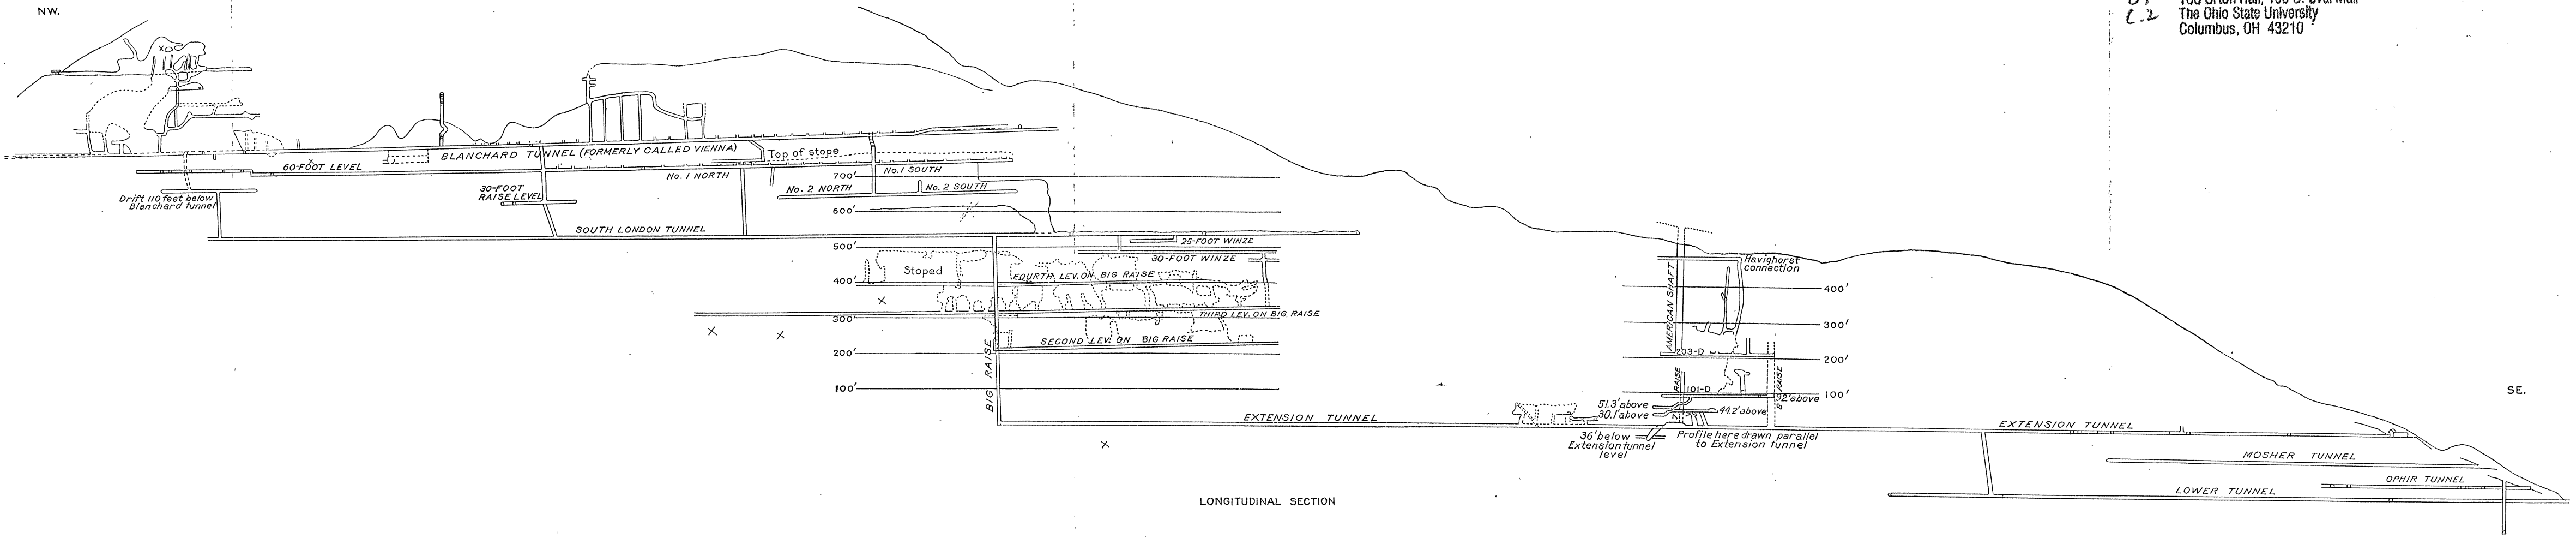 NW.
C.2
The Ohio State University
Columbus, OH 43210
BLANCHARD TUNNEL (FORMERLY CALLED VIENNA)
Top of stope
60-FOOT LEVEL
No. 1 NORTH
No. 1 SOUTH
700'
30-FOOT
RAISE LEVEL
No. 2 NORTH
No. 2 SOUTH
Drift 110 feet below
Blanchard tunnel
600'
SOUTH LONDON TUNNEL
500'
25-FOOT WINZE
30-FOOT WINZE
Stoped
FOURTH LEV. ON BIG RAISE
400'
THIRD LEV. ON BIG RAISE
300'
SECOND LEV. ON BIG RAISE
200'
BIG RAISE
100'
EXTENSION TUNNEL
Havighorst
connection
AMERICAN SHAFT
400'
300'
203-D
200'
RAISE
101-D
RAISE
8
92' above
100'
51.3' above
30.1' above
44.2' above
36' below
Extension tunnel
level
Profile here drawn parallel
to Extension tunnel
SE.
EXTENSION TUNNEL
MOSHER TUNNEL
OPHIR TUNNEL
LOWER TUNNEL
LONGITUDINAL SECTION